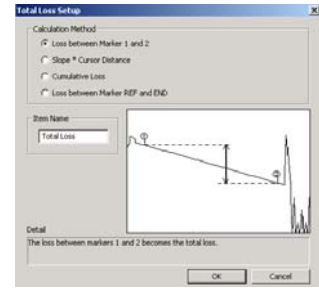 Total Loss Setup
Calculation Method
Loss between Marker 1 and 2
Slope * Cursor Distance
Cumulative Loss
Loss between Marker REF and END
Item Name
Total Loss
①
②
Detail
The loss between markers 1 and 2 becomes the total loss.
OK
Cancel